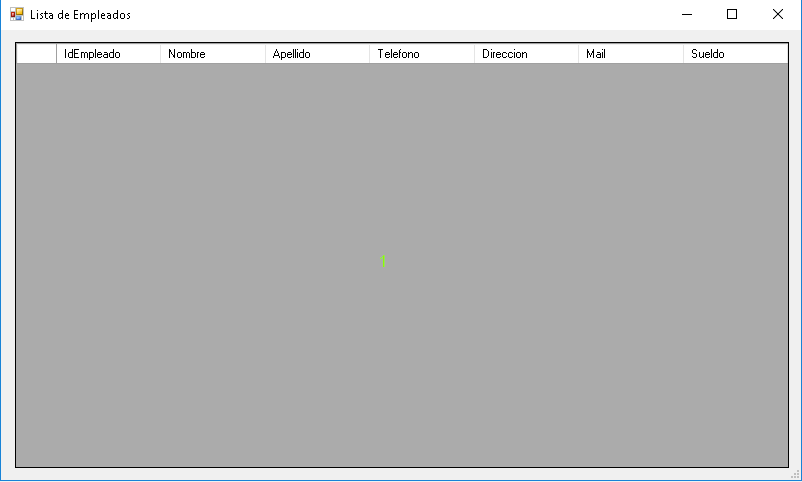 Lista de Empleados
IdEmpleado Nombre Apellido Telefono Direccion Mail Sueldo
1